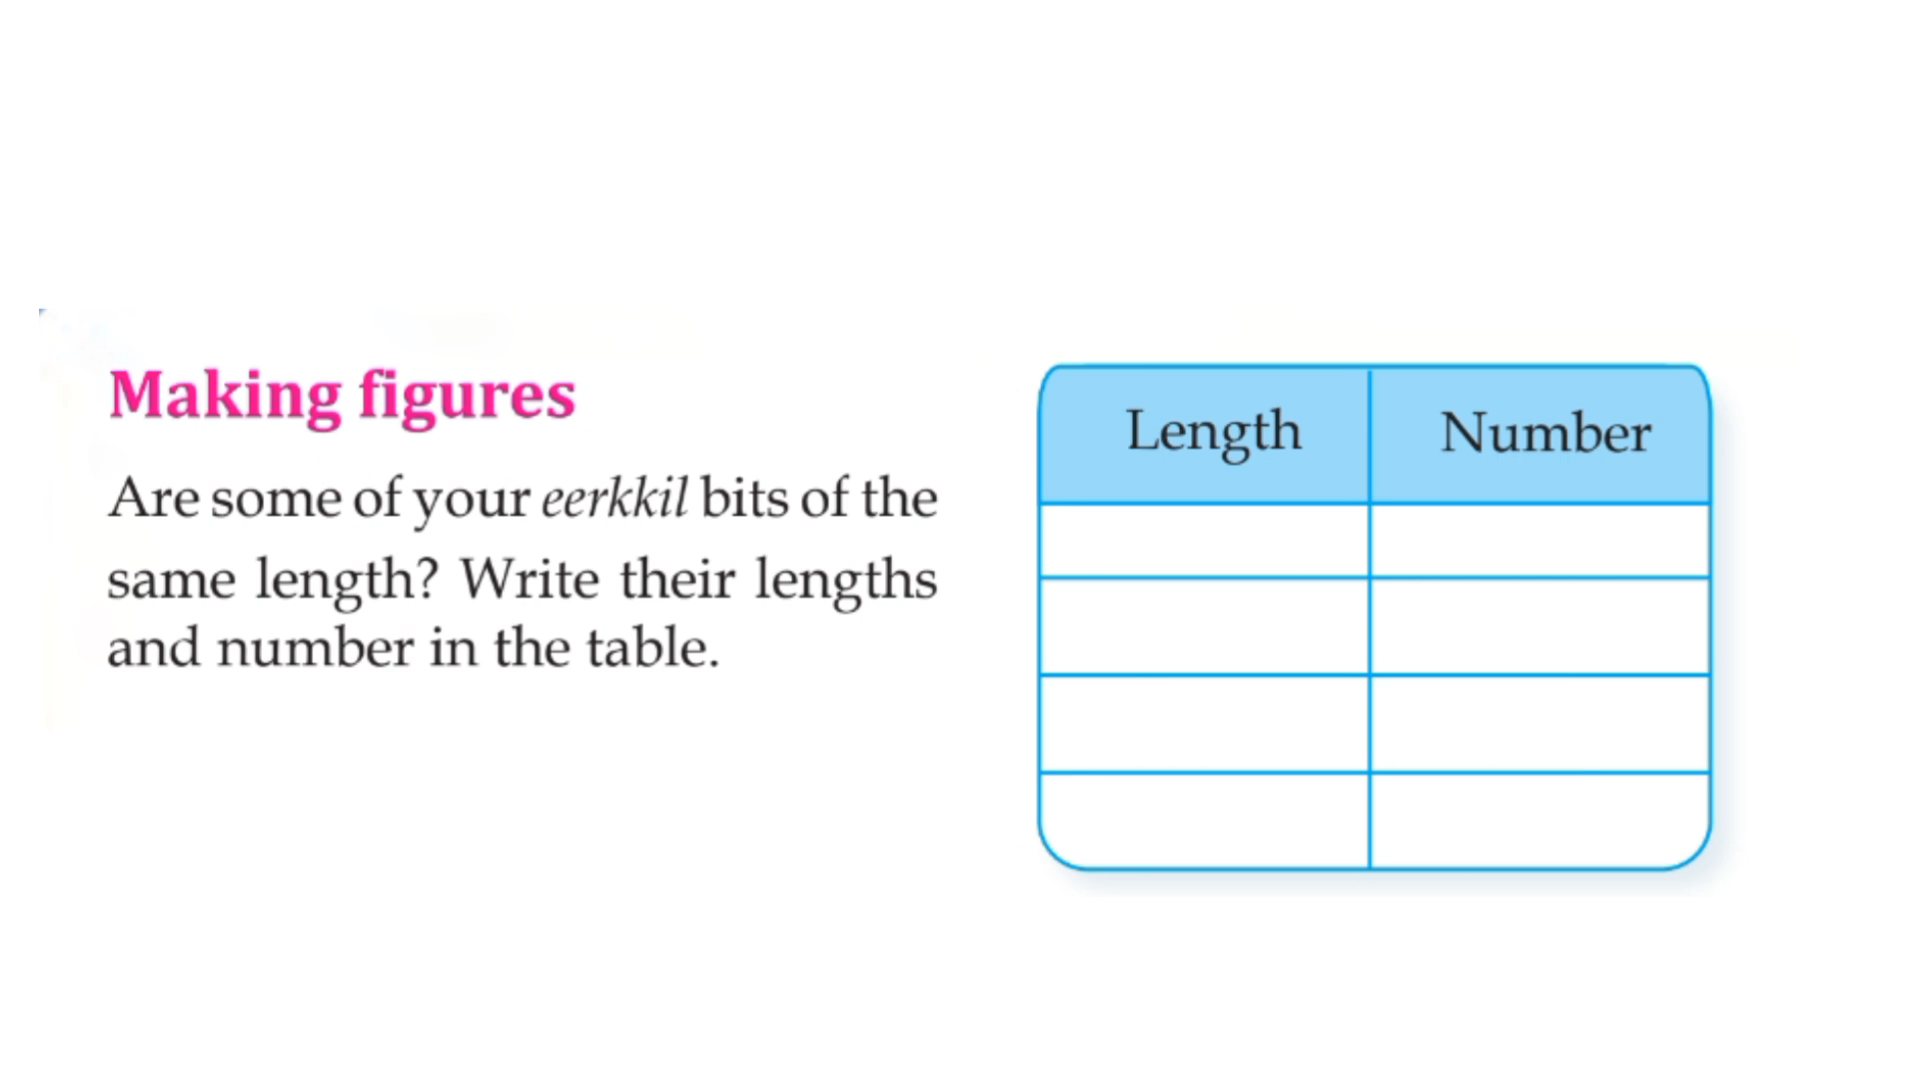 Making figures
Are some of your eerkkil bits of the
same length? Write their lengths
and number in the table.
Length Number